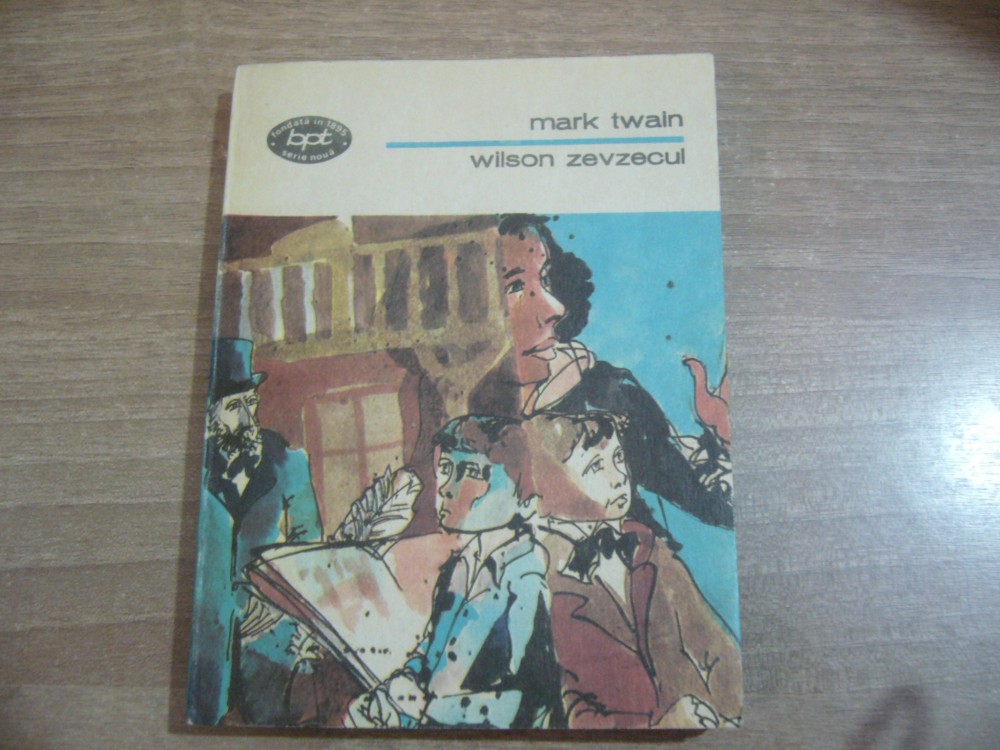 fondată în 1895
bpt
serie nouă
mark twain
wilson zevzecul